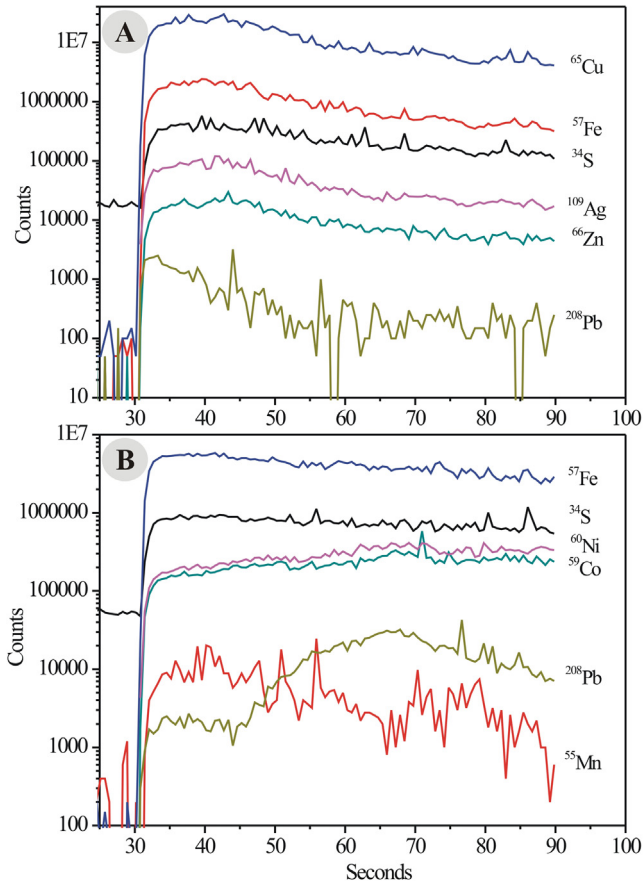 A
1E7
1000000
100000
10000
1000
100
10
Counts
⁶⁵Cu
⁵⁷Fe
³⁴S
¹⁰⁹Ag
⁶⁶Zn
²⁰⁸Pb
30 40 50 60 70 80 90 100
B
1E7
1000000
100000
10000
1000
100
Counts
⁵⁷Fe
³⁴S
⁶⁰Ni
⁵⁹Co
²⁰⁸Pb
⁵⁵Mn
30 40 50 60 70 80 90 100
Seconds